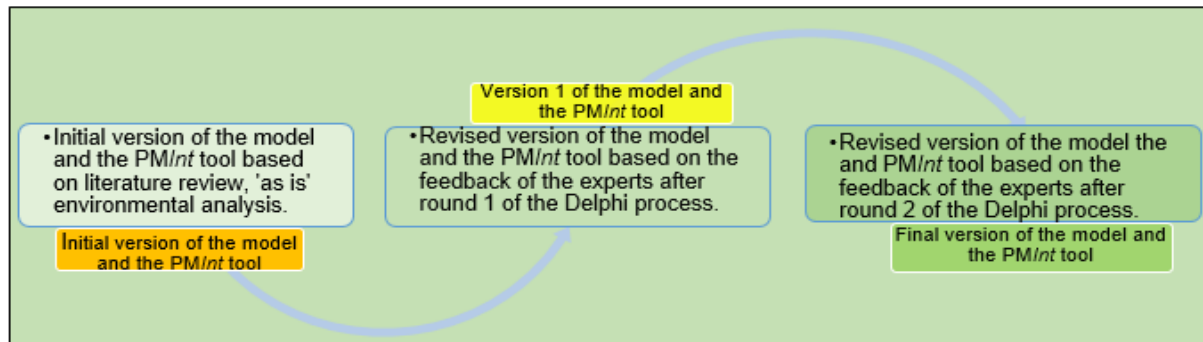 •Initial version of the model
and the PMInt tool based
on literature review, 'as is'
environmental analysis.
Initial version of the model
and the PMInt tool
Version 1 of the model and
the PMInt tool
•Revised version of the model
and the PMInt tool based on the
feedback of the experts after
round 1 of the Delphi process.
•Revised version of the model the
and PMInt tool based on the
feedback of the experts after
round 2 of the Delphi process.
Final version of the model and
the PMInt tool